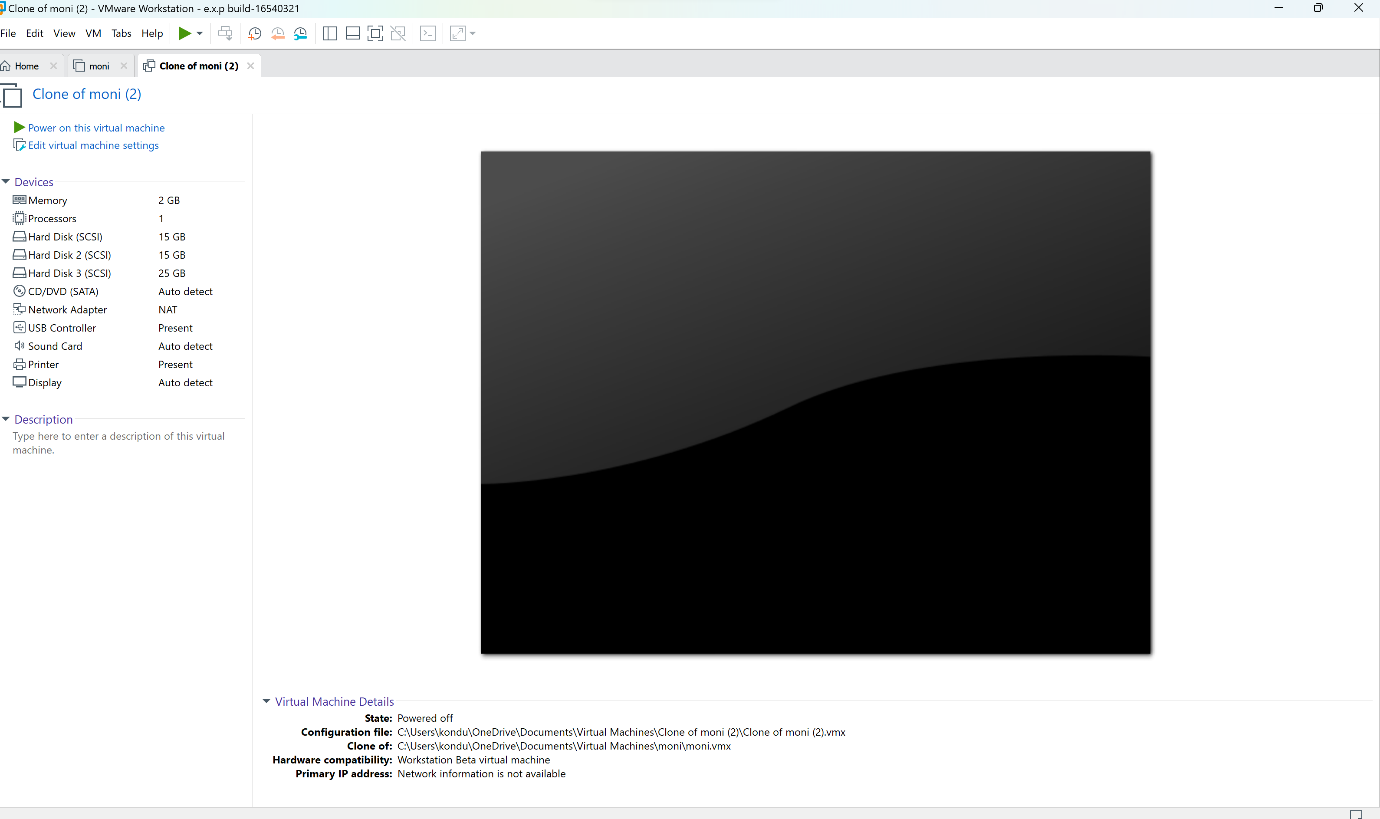 Clone of moni (2) - VMware Workstation - e.x.p build-16540321
File Edit View VM Tabs Help
Home moni Clone of moni (2)
Clone of moni (2)
Power on this virtual machine
Edit virtual machine settings
Devices
Memory 2 GB
Processors 1
Hard Disk (SCSI) 15 GB
Hard Disk 2 (SCSI) 15 GB
Hard Disk 3 (SCSI) 25 GB
CD/DVD (SATA) Auto detect
Network Adapter NAT
USB Controller Present
Sound Card Auto detect
Printer Present
Display Auto detect
Description
Type here to enter a description of this virtual
machine.
Virtual Machine Details
State: Powered off
Configuration file: C:\Users\kondu\OneDrive\Documents\Virtual Machines\Clone of moni (2)\Clone of moni (2).vmx
Clone of: C:\Users\kondu\OneDrive\Documents\Virtual Machines\moni\moni.vmx
Hardware compatibility: Workstation Beta virtual machine
Primary IP address: Network information is not available